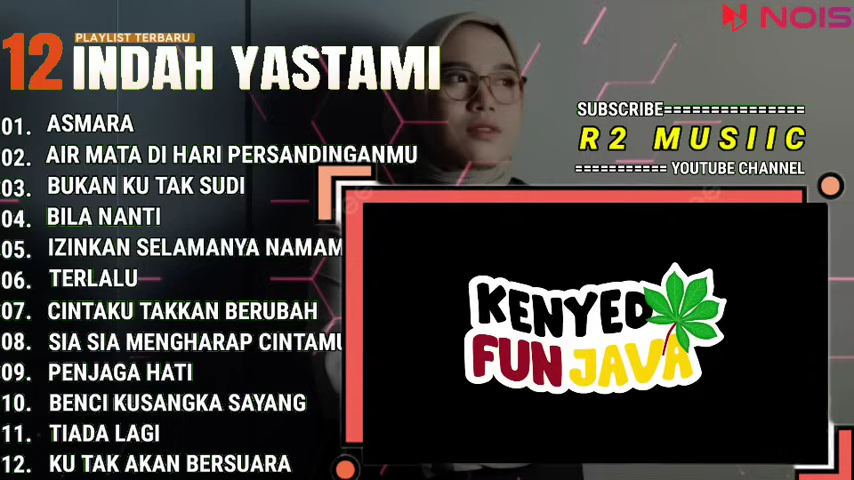 PLAYLIST TERBARU
12 INDAH YASTAMI
NOIS
SUBSCRIBE===============
R2 MUSIIC
=========== YOUTUBE CHANNEL
01. ASMARA
02. AIR MATA DI HARI PERSANDINGANMU
03. BUKAN KU TAK SUDI
04. BILA NANTI
05. IZINKAN SELAMANYA NAMAM
06. TERLALU
07. CINTAKU TAKKAN BERUBAH
08. SIA SIA MENGHARAP CINTAMU
09. PENJAGA HATI
10. BENCI KUSANGKA SAYANG
11. TIADA LAGI
12. KU TAK AKAN BERSUARA
KENYED
FUN JAVA